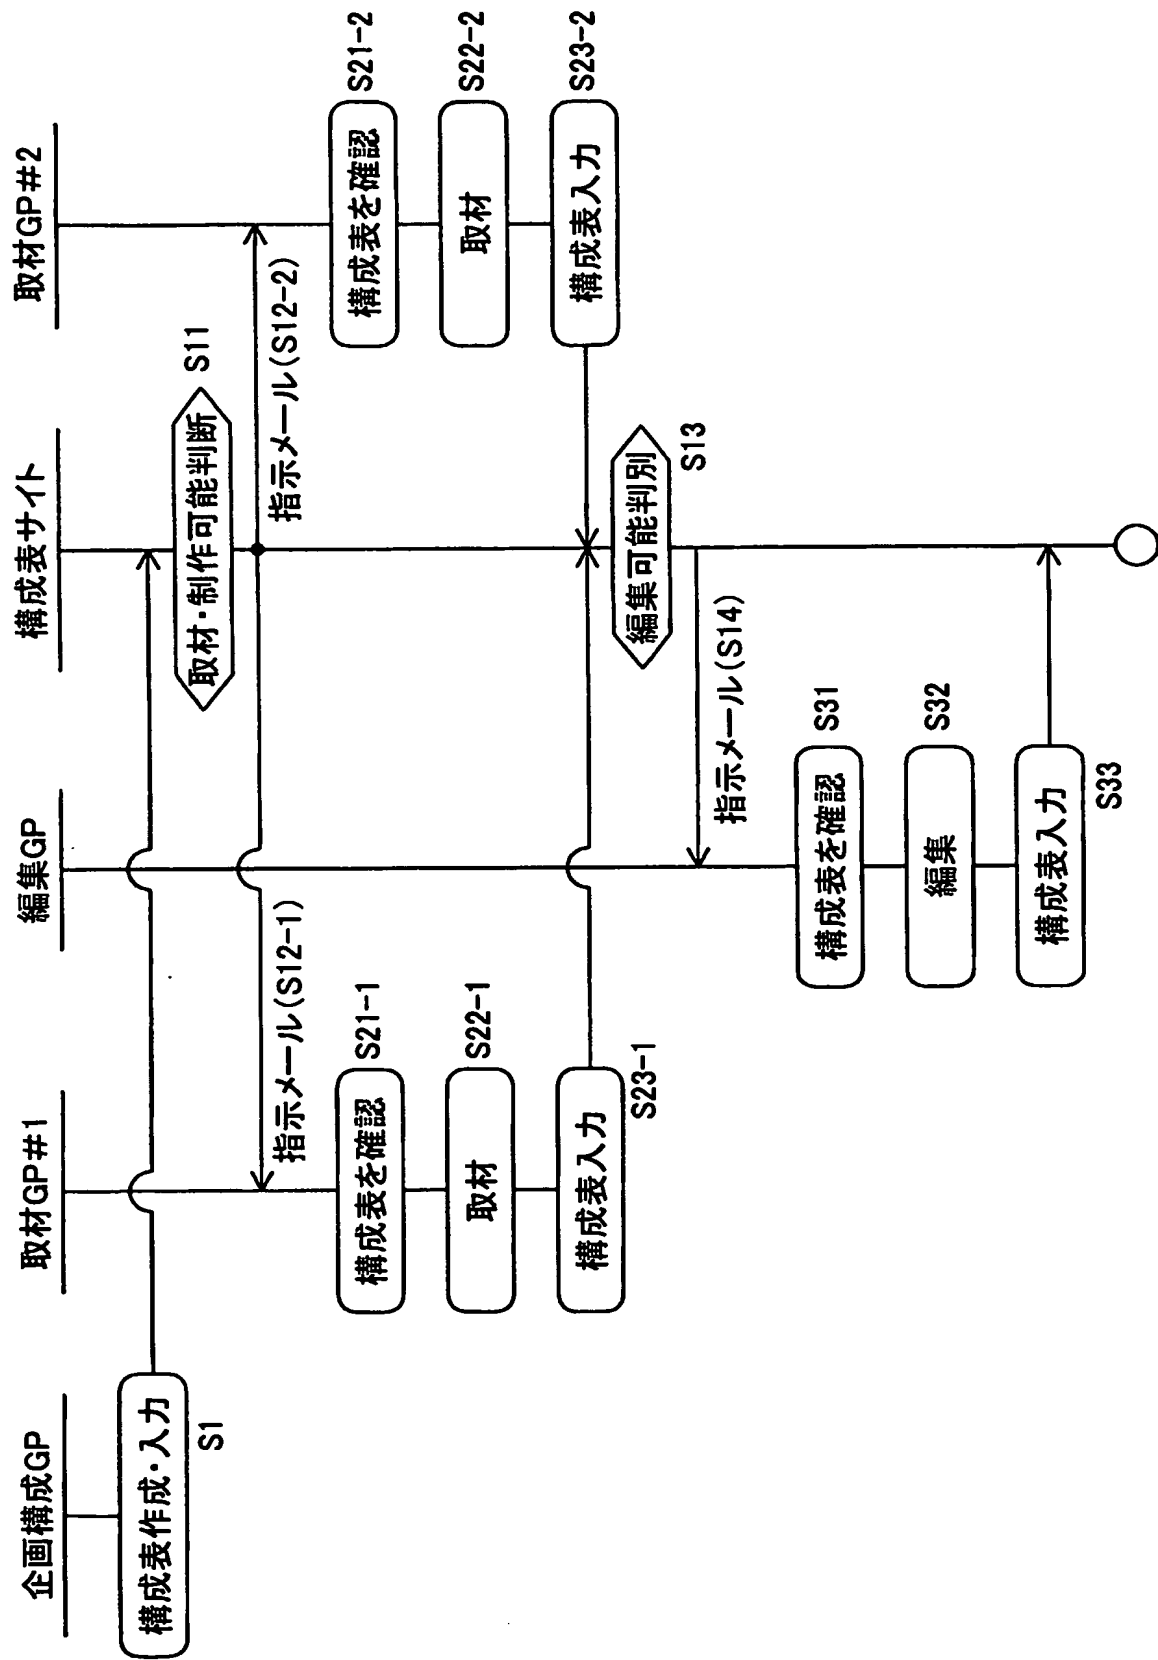 企画構成GP
取材GP#1
編集GP
構成表サイト
取材GP#2
構成表作成・入力
S1
取材・制作可能判断
S11
指示メール(S12-1)
指示メール(S12-2)
構成表を確認
S21-1
構成表を確認
S21-2
取材
S22-1
取材
S22-2
構成表入力
S23-1
構成表入力
S23-2
編集可能判別
S13
指示メール(S14)
構成表を確認
S31
編集
S32
構成表入力
S33